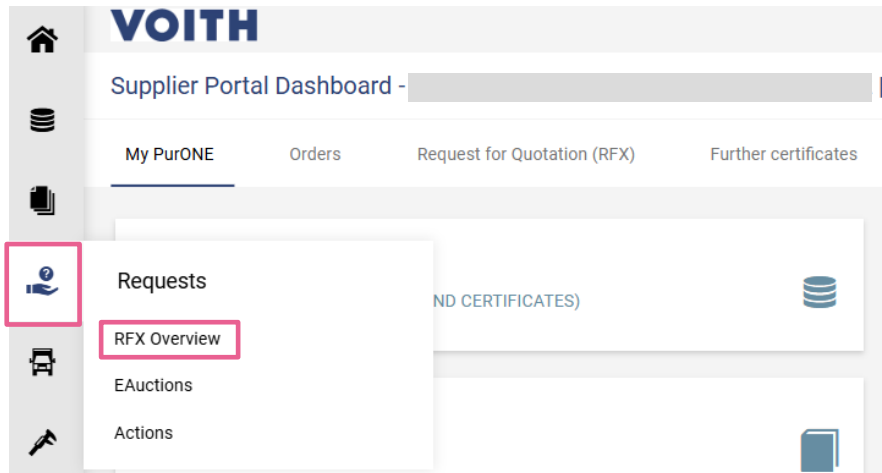 VOITH
Supplier Portal Dashboard -
My PurONE Orders Request for Quotation (RFX) Further certificates
Requests
ND CERTIFICATES)
RFX Overview
EAuctions
Actions